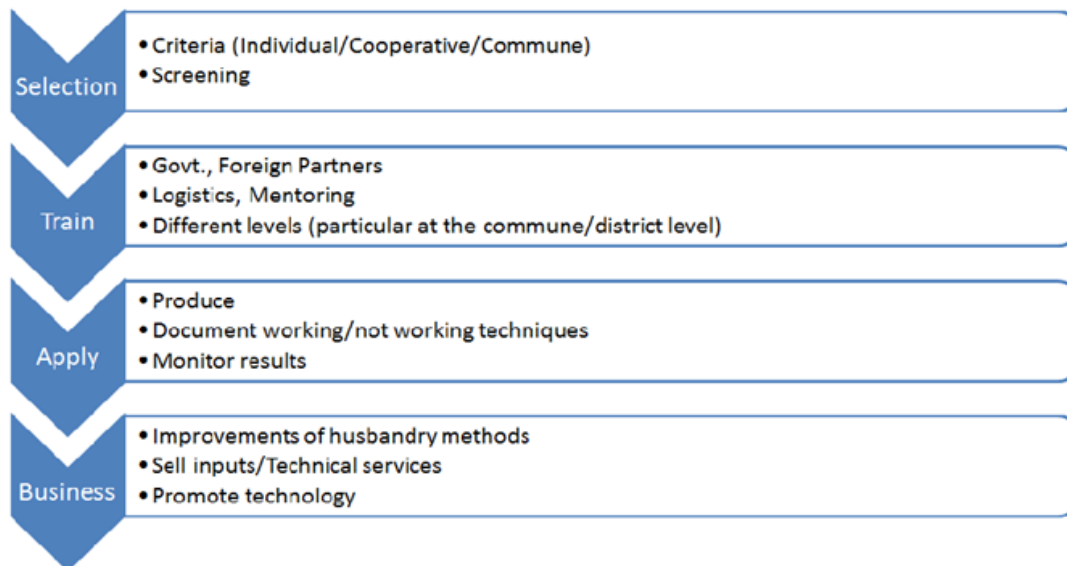 Selection
• Criteria (Individual/Cooperative/Commune)
• Screening
Train
• Govt., Foreign Partners
• Logistics, Mentoring
• Different levels (particular at the commune/district level)
Apply
• Produce
• Document working/not working techniques
• Monitor results
Business
• Improvements of husbandry methods
• Sell inputs/Technical services
• Promote technology